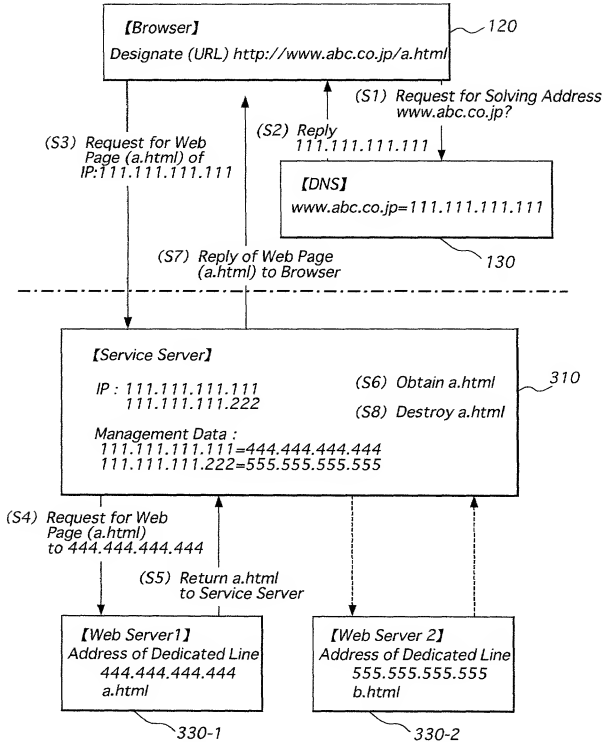 【Browser】
Designate (URL) http://www.abc.co.jp/a.html
120
(S1) Request for Solving Address
www.abc.co.jp?
(S2) Reply
111.111.111.111
(S3) Request for Web
Page (a.html) of
IP:111.111.111.111
【DNS】
www.abc.co.jp=111.111.111.111
130
(S7) Reply of Web Page
(a.html) to Browser
【Service Server】
IP : 111.111.111.111
111.111.111.222
(S6) Obtain a.html
(S8) Destroy a.html
310
Management Data :
111.111.111.111=444.444.444.444
111.111.111.222=555.555.555.555
(S4) Request for Web
Page (a.html)
to 444.444.444.444
(S5) Return a.html
to Service Server
【Web Server1】
Address of Dedicated Line
444.444.444.444
a.html
330-1
【Web Server 2】
Address of Dedicated Line
555.555.555.555
b.html
330-2